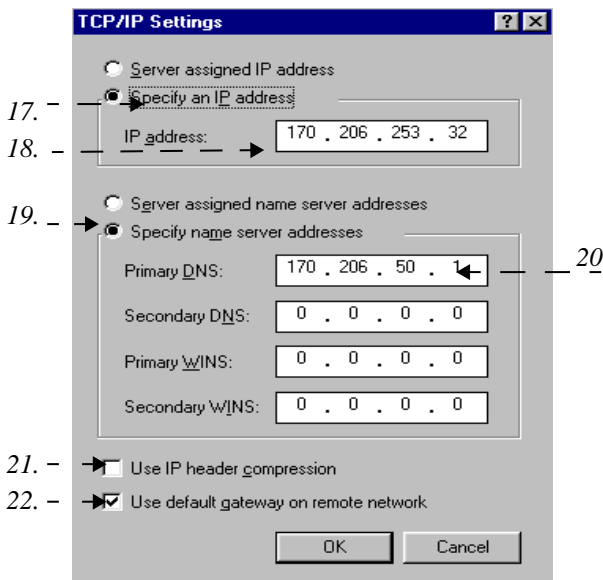 TCP/IP Settings
Server assigned IP address
17. Specify an IP address
18. IP address: 170 . 206 . 253 . 32
Server assigned name server addresses
19. Specify name server addresses
Primary DNS: 170 . 206 . 50 . 1 20
Secondary DNS: 0 . 0 . 0 . 0
Primary WINS: 0 . 0 . 0 . 0
Secondary WINS: 0 . 0 . 0 . 0
21. Use IP header compression
22. Use default gateway on remote network
OK Cancel